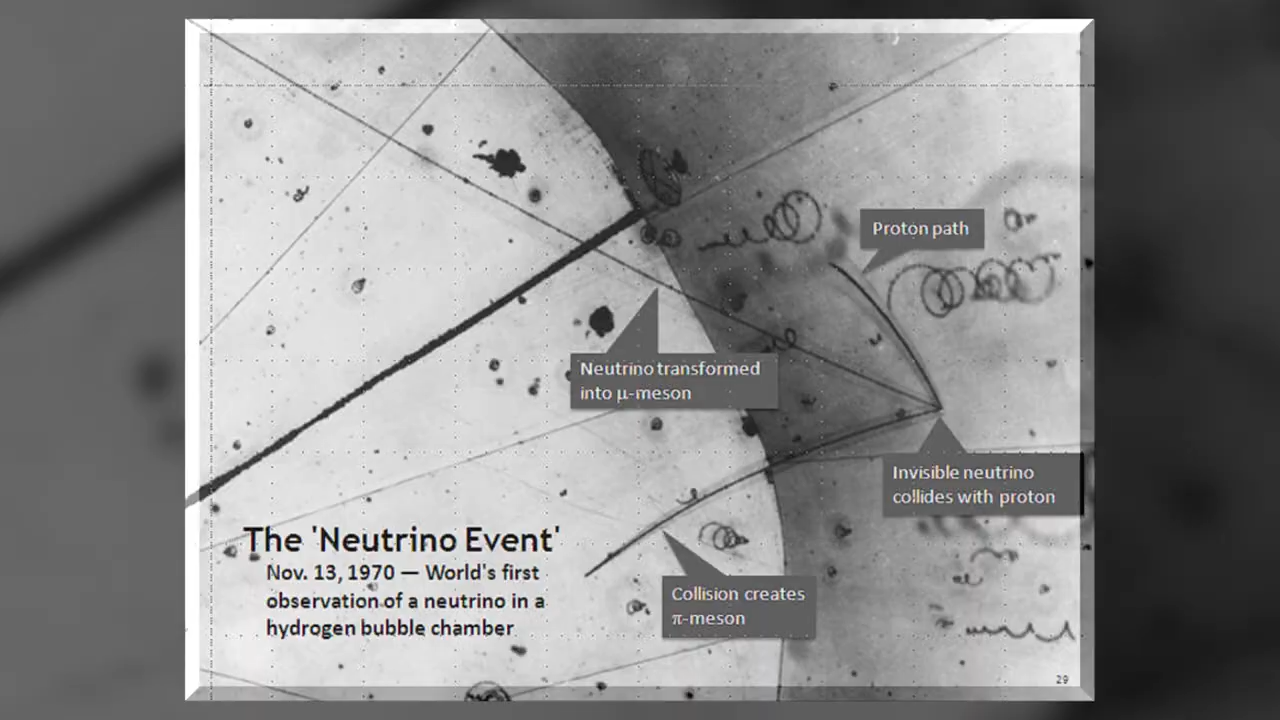 Proton path
Neutrino transformed
into μ-meson
Invisible neutrino
collides with proton
The 'Neutrino Event'
Nov. 13, 1970 — World's first
observation of a neutrino in a
hydrogen bubble chamber
Collision creates
π-meson
29